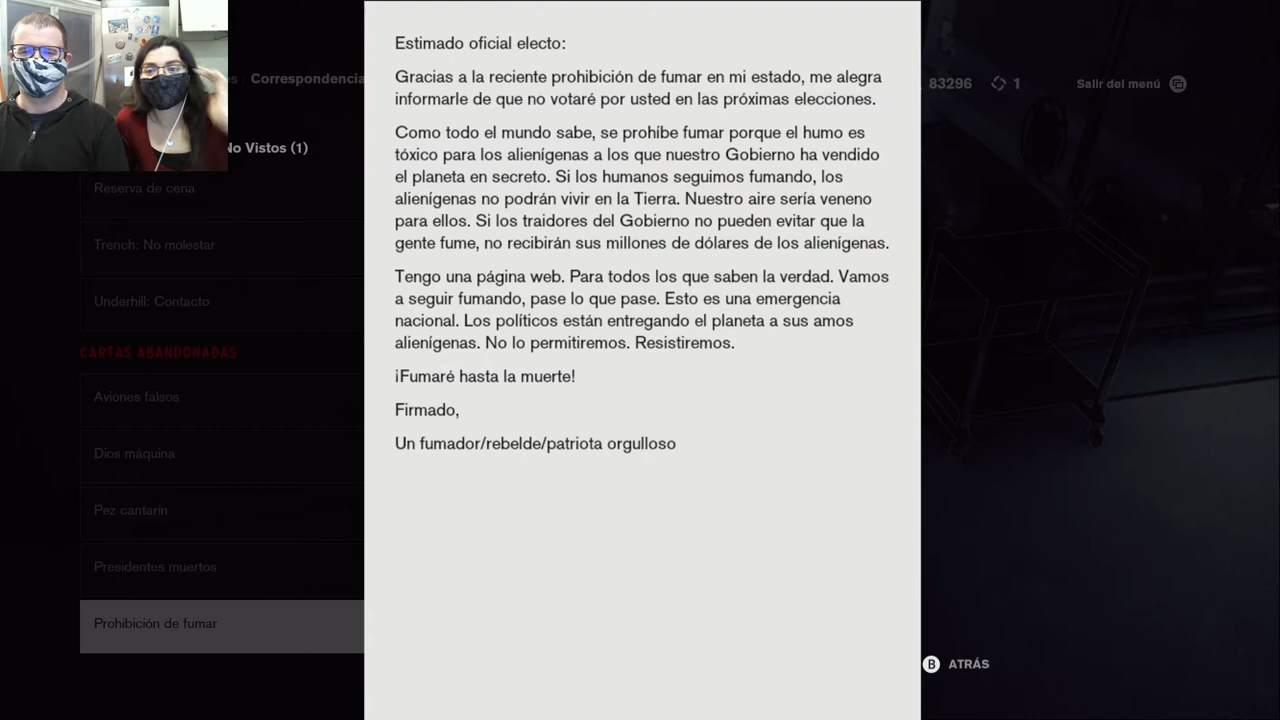 Correspondencia
83296
1
Salir del menú
No Vistos (1)
Reserva de cena
Trench: No molestar
Underhill: Contacto
CARTAS ABANDONADAS
Aviones falsos
Dios máquina
Pez cantarín
Presidentes muertos
Prohibición de fumar
Estimado oficial electo:
Gracias a la reciente prohibición de fumar en mi estado, me alegra
informarle de que no votaré por usted en las próximas elecciones.
Como todo el mundo sabe, se prohíbe fumar porque el humo es
tóxico para los alienígenas a los que nuestro Gobierno ha vendido
el planeta en secreto. Si los humanos seguimos fumando, los
alienígenas no podrán vivir en la Tierra. Nuestro aire sería veneno
para ellos. Si los traidores del Gobierno no pueden evitar que la
gente fume, no recibirán sus millones de dólares de los alienígenas.
Tengo una página web. Para todos los que saben la verdad. Vamos
a seguir fumando, pase lo que pase. Esto es una emergencia
nacional. Los políticos están entregando el planeta a sus amos
alienígenas. No lo permitiremos. Resistiremos.
¡Fumaré hasta la muerte!
Firmado,
Un fumador/rebelde/patriota orgulloso
B ATRÁS